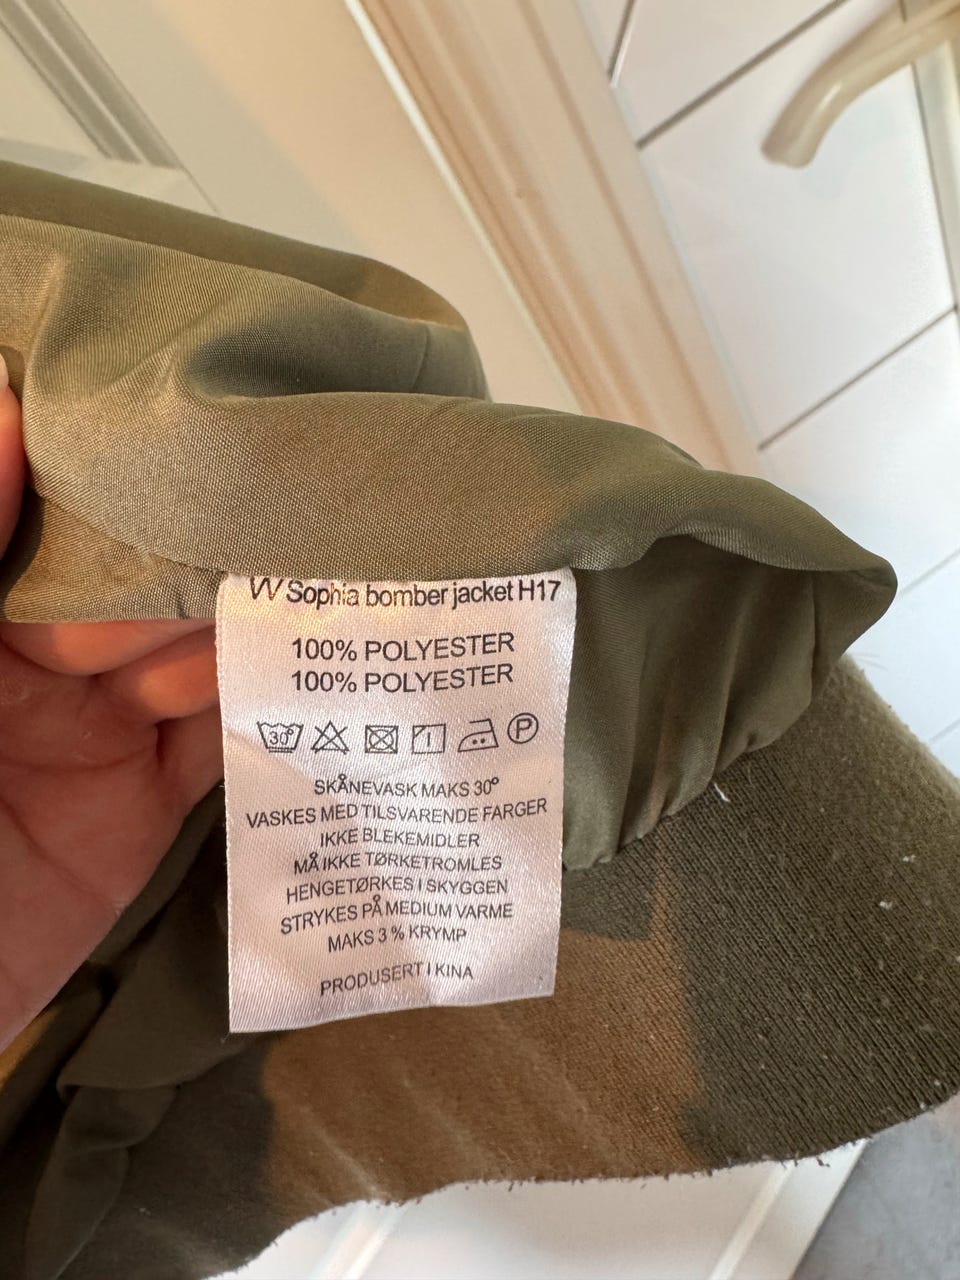 W Sophia bomber jacket H17
100% POLYESTER
100% POLYESTER
30° P
SKÅNEVASK MAKS 30°
VASKES MED TILSVARENDE FARGER
IKKE BLEKEMIDLER
MÅ IKKE TØRKETROMLES
HENGETØRKES I SKYGGEN
STRYKES PÅ MEDIUM VARME
MAKS 3 % KRYMP
PRODUSERT I KINA